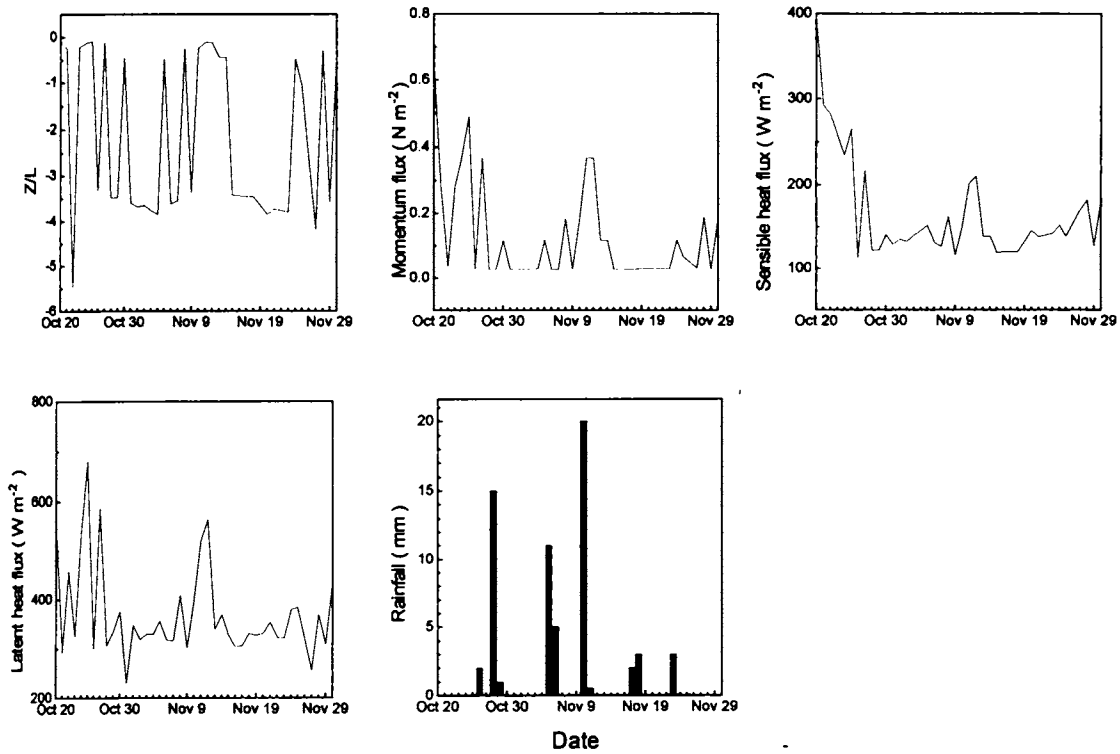 0
-1
-2
-3
-4
-5
-6
Z/L
Oct 20 Oct 30 Nov 9 Nov 19 Nov 29
0.8
0.6
0.4
0.2
0.0
Momentum flux ( N m⁻² )
Oct 20 Oct 30 Nov 9 Nov 19 Nov 29
400
300
200
100
Sensible heat flux ( W m⁻² )
Oct 20 Oct 30 Nov 9 Nov 19 Nov 29
800
600
400
200
Latent heat flux ( W m⁻² )
Oct 20 Oct 30 Nov 9 Nov 19 Nov 29
20
15
10
5
0
Rainfall ( mm )
Oct 20 Oct 30 Nov 9 Nov 19 Nov 29
Date